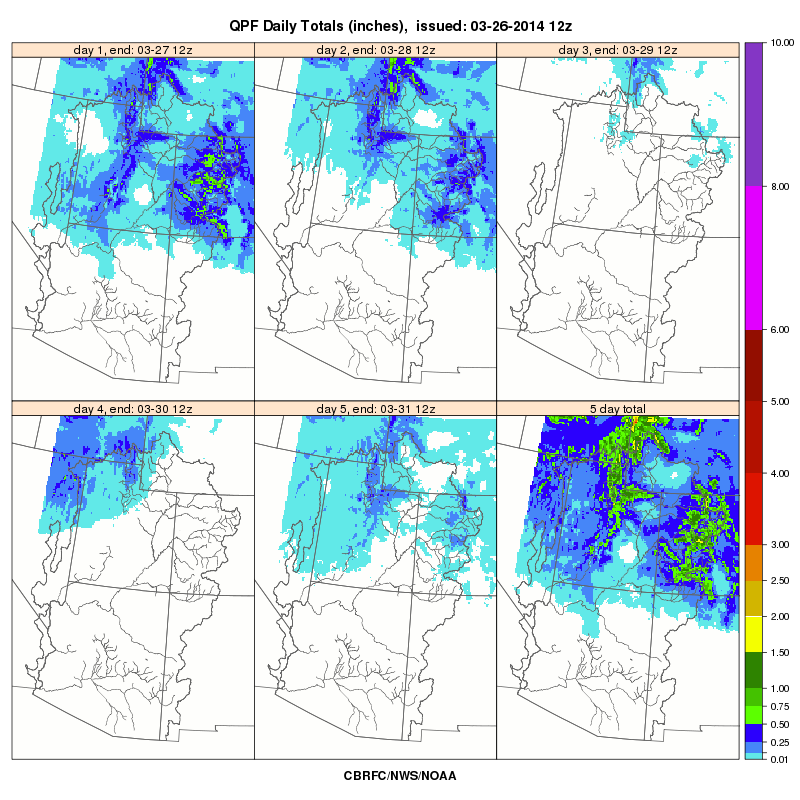 QPF Daily Totals (inches), issued: 03-26-2014 12z
day 1, end: 03-27 12z
day 2, end: 03-28 12z
day 3, end: 03-29 12z
day 4, end: 03-30 12z
day 5, end: 03-31 12z
5 day total
10.00
8.00
6.00
5.00
4.00
3.00
2.50
2.00
1.50
1.00
0.75
0.50
0.25
0.01
CBRFC/NWS/NOAA